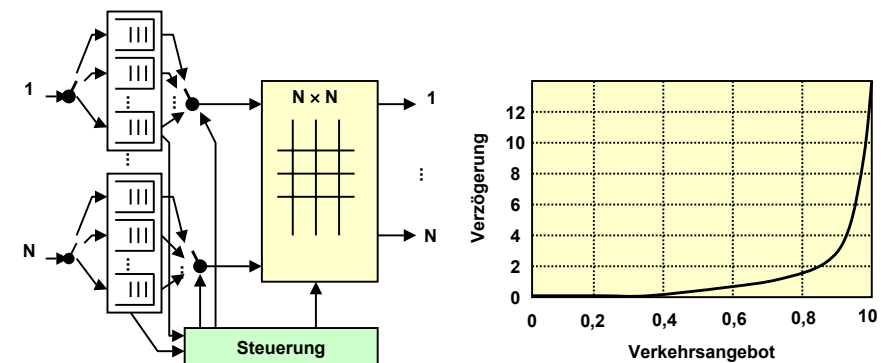 1
N
N × N
1
N
Steuerung
Verzögerung
12
10
8
6
4
2
0
0 0,2 0,4 0,6 0,8 10
Verkehrsangebot